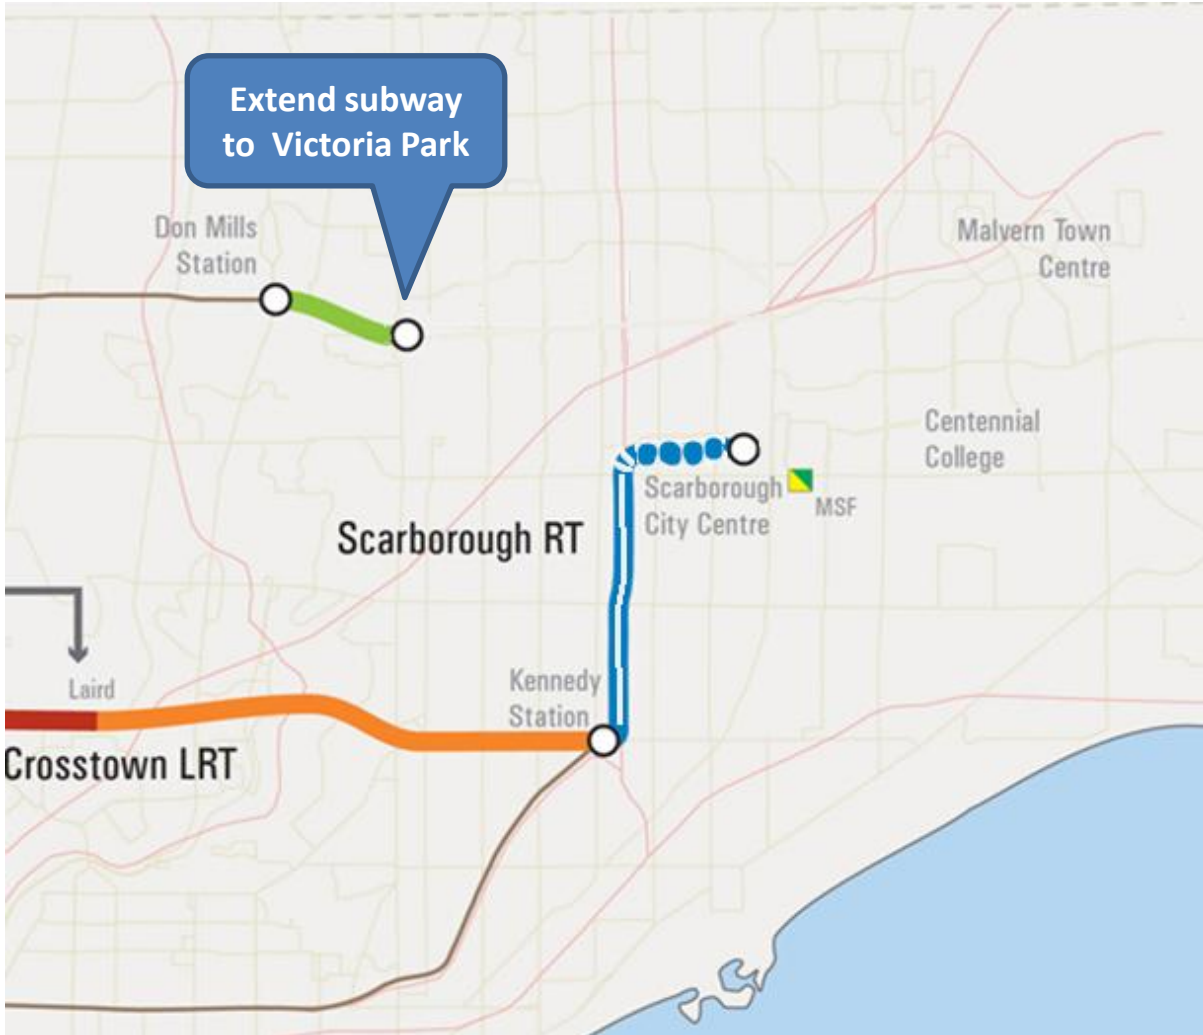 Extend subway
to Victoria Park
Don Mills
Station
Malvern Town
Centre
Centennial
College
Scarborough
City Centre
MSF
Scarborough RT
Kennedy
Station
Laird
Crosstown LRT